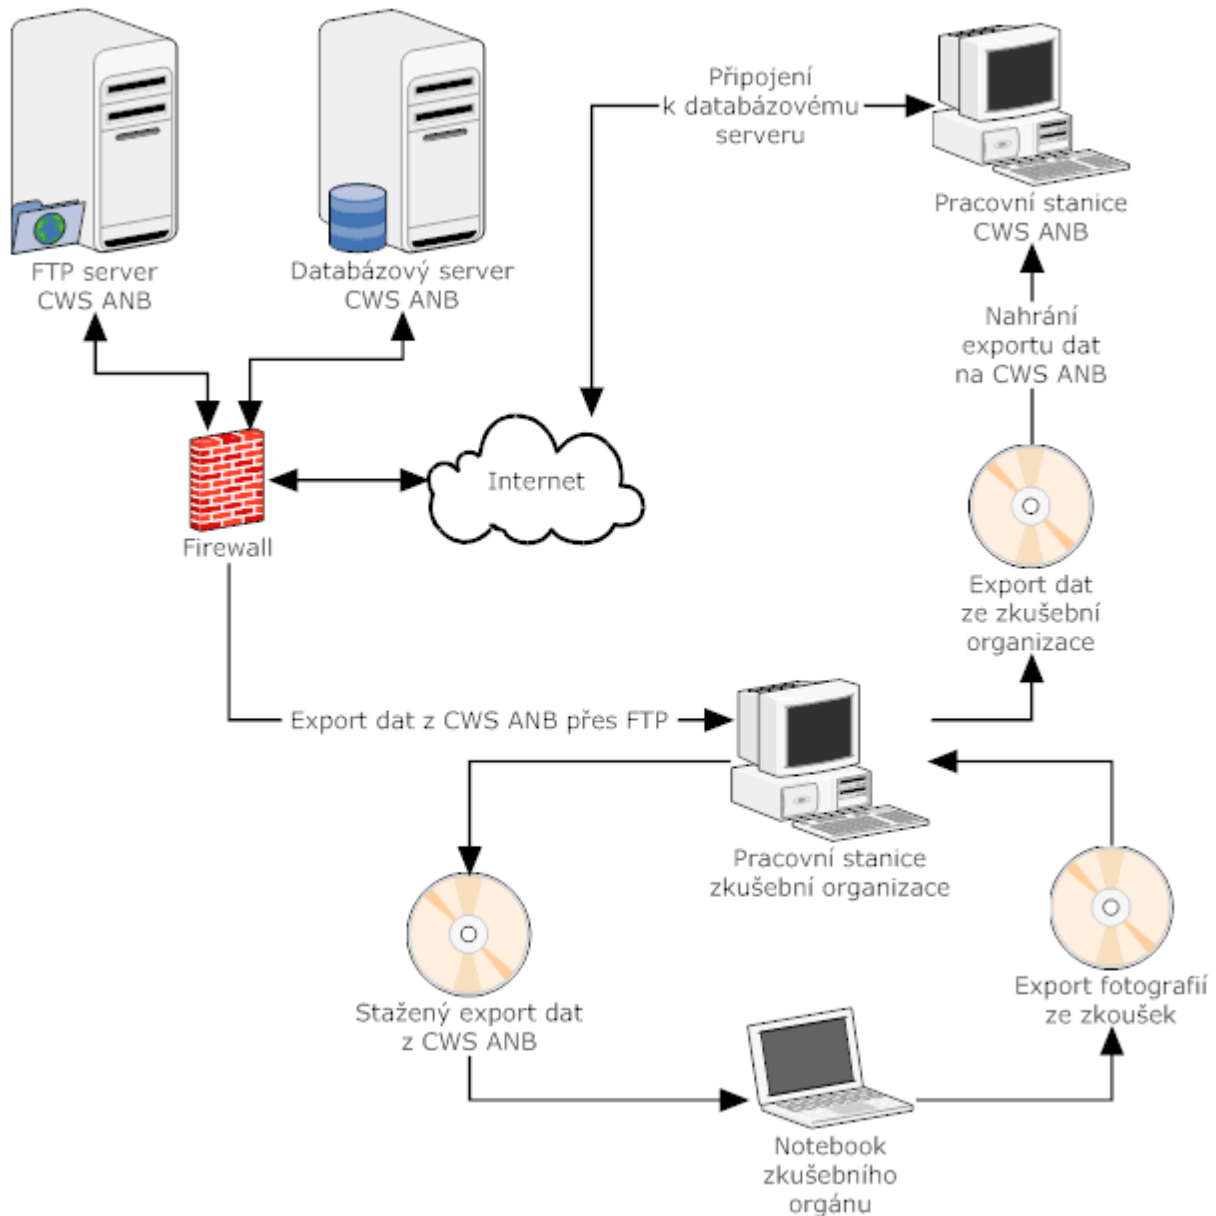 Připojení
k databázovému
serveru
Pracovní stanice
CWS ANB
FTP server
CWS ANB
Databázový server
CWS ANB
Nahrání
exportu dat
na CWS ANB
Internet
Firewall
Export dat
ze zkušební
organizace
Export dat z CWS ANB přes FTP
Pracovní stanice
zkušební organizace
Stažený export dat
z CWS ANB
Export fotografií
ze zkoušek
Notebook
zkušebního
orgánu